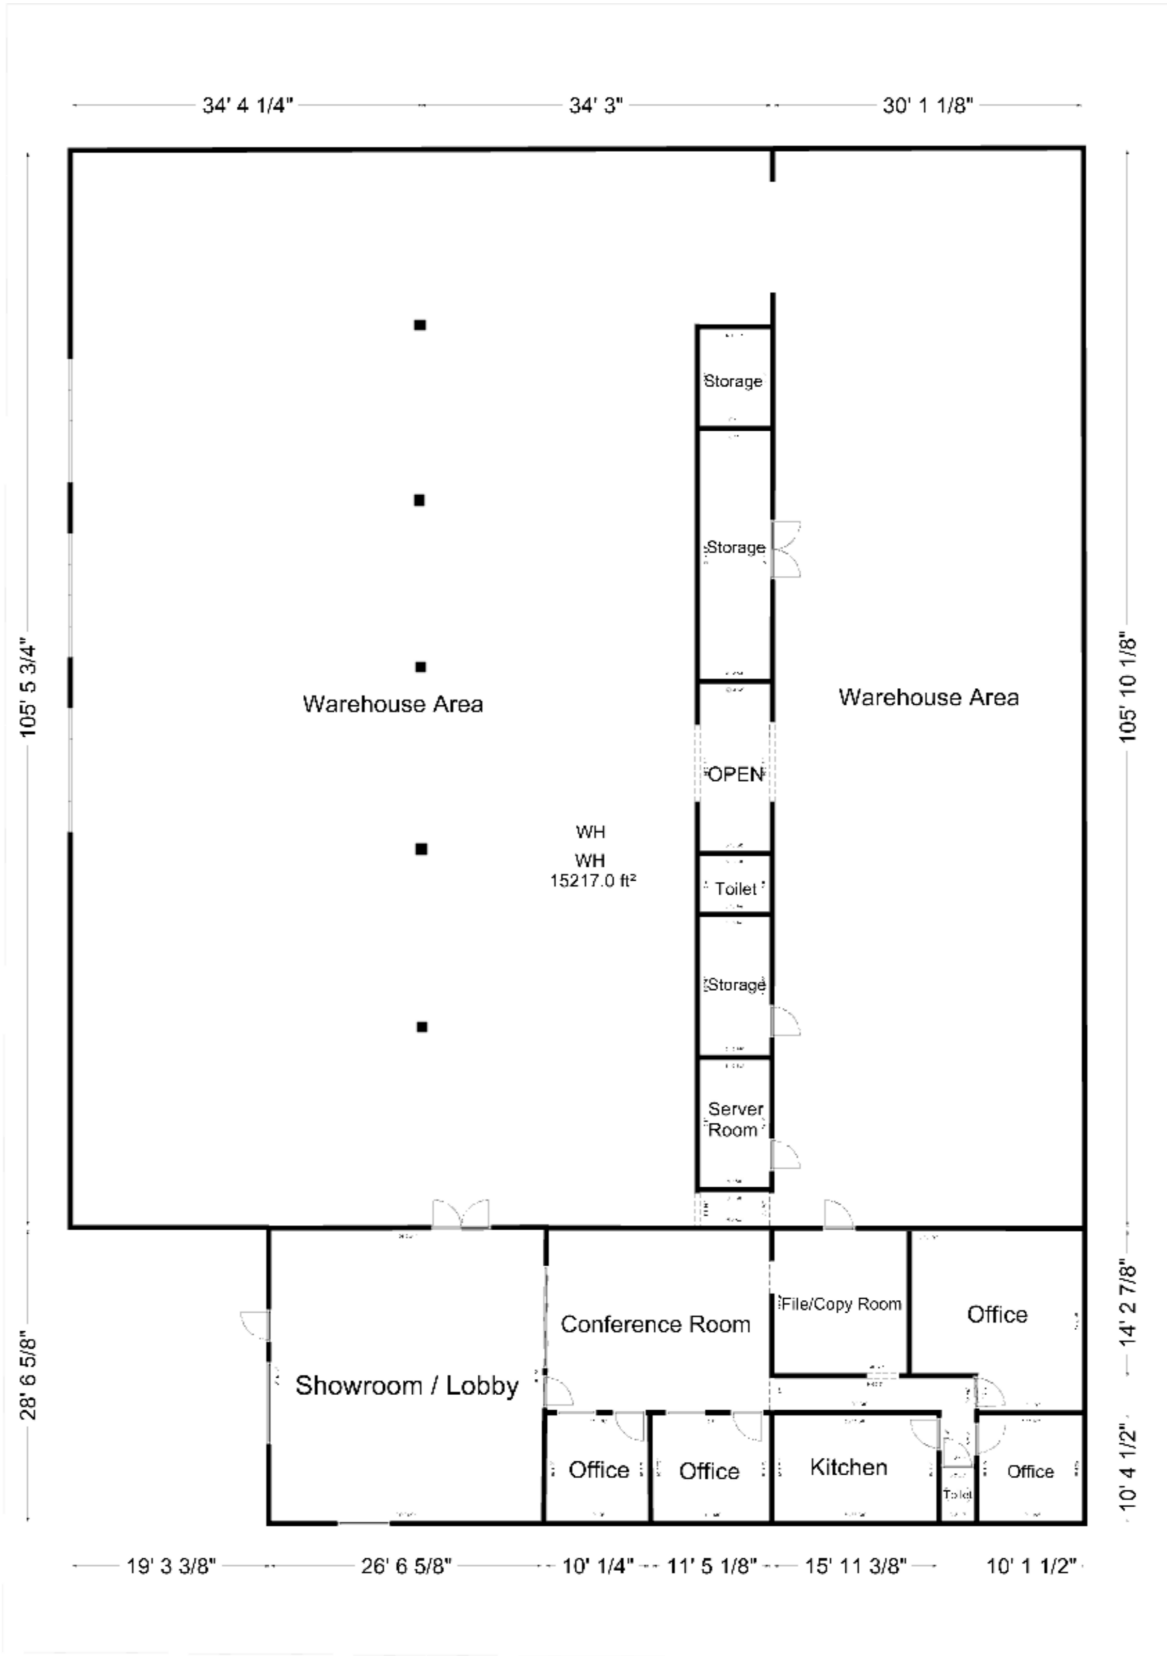 34' 4 1/4"
34' 3"
30' 1 1/8"
Storage
Storage
105' 5 3/4"
105' 10 1/8"
Warehouse Area
Warehouse Area
OPEN
WH
WH
15217.0 ft²
Toilet
Storage
Server
Room
File/Copy Room
Office
14' 2 7/8"
Conference Room
28' 6 5/8"
Showroom / Lobby
Office
Office
Kitchen
Toilet
Office
10' 4 1/2"
19' 3 3/8"
26' 6 5/8"
10' 1/4"
11' 5 1/8"
15' 11 3/8"
10' 1 1/2"